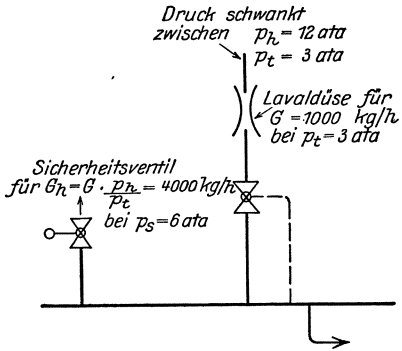 Druck schwankt
zwischen p_h = 12 ata
p_t = 3 ata
Lavaldüse für
G = 1000 kg/h
bei p_t = 3 ata
Sicherheitsventil
für G_h = G · p_h/p_t = 4000 kg/h
bei p_s = 6 ata